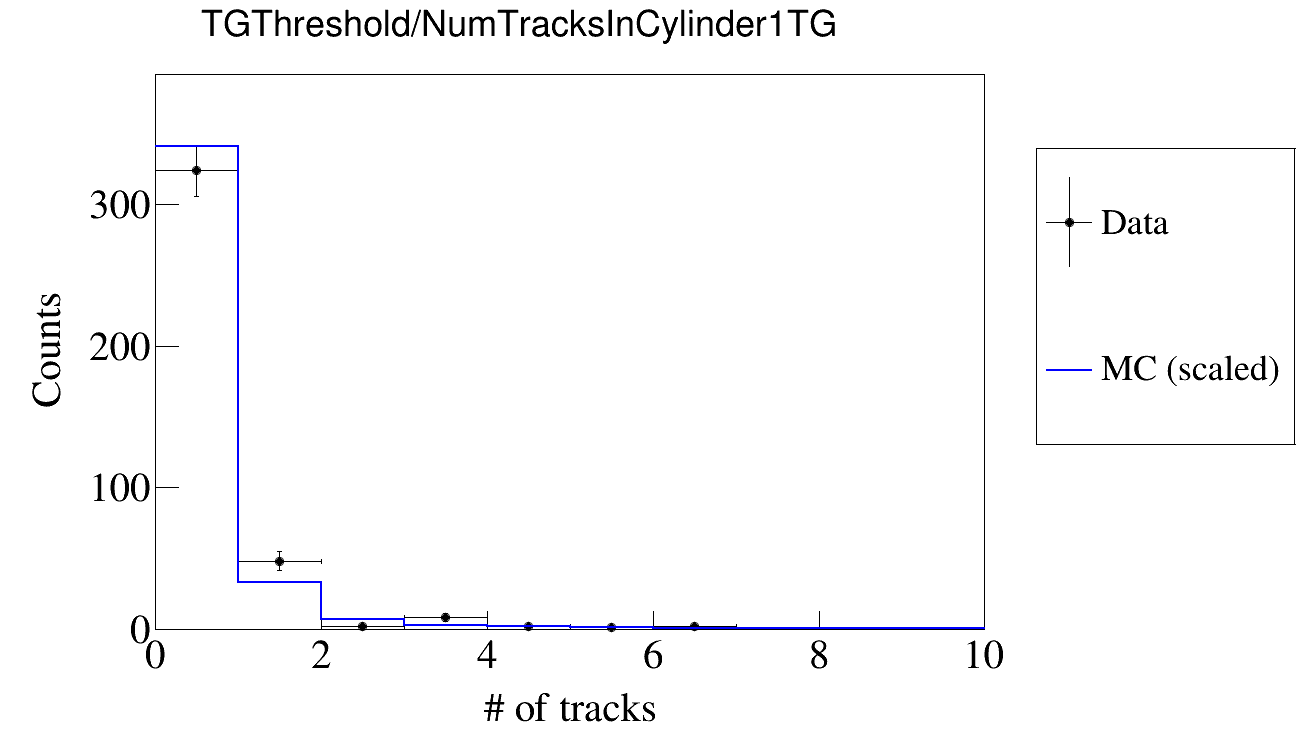 TGThreshold/NumTracksInCylinder1TG
300
200
100
0
Counts
0 2 4 6 8 10
# of tracks
Data
MC (scaled)